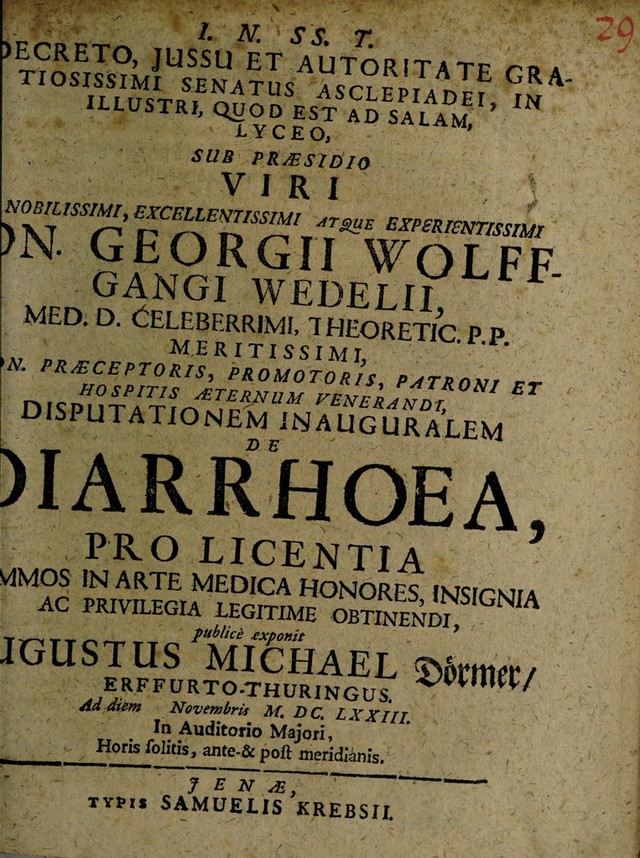 29
I. N. SS. T.
DECRETO, JUSSU ET AUTORITATE GRA-
TIOSISSIMI SENATUS ASCLEPIADEI, IN
ILLUSTRI, QUOD EST AD SALAM,
LYCEO,
SUB PRÆSIDIO
VIRI
NOBILISSIMI, EXCELLENTISSIMI ATQUE EXPERIENTISSIMI
DN. GEORGII WOLFF-
GANGI WEDELII,
MED. D. CELEBERRIMI, THEORETIC. P.P.
MERITISSIMI,
DN. PRÆCEPTORIS, PROMOTORIS, PATRONI ET
HOSPITIS ÆTERNUM VENERANDI,
DISPUTATIONEM INAUGURALEM
DE
DIARRHOEA,
PRO LICENTIA
MMOS IN ARTE MEDICA HONORES, INSIGNIA
AC PRIVILEGIA LEGITIME OBTINENDI,
publicè exponit
UGUSTUS MICHAEL Dörmer/
ERFFURTO-THURINGUS.
Ad diem Novembris M. DC. LXXIII.
In Auditorio Majori,
Horis ſolitis, ante-& poſt meridianis.
JENÆ,
TYPIS SAMUELIS KREBSII.